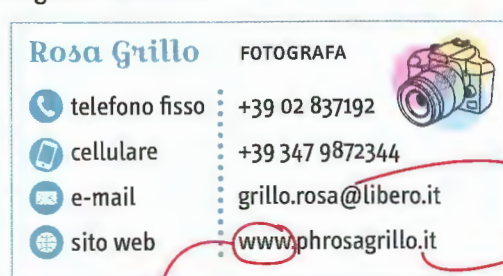 Rosa Grillo FOTOGRAFA
telefono fisso +39 02 837192
cellulare +39 347 9872344
e-mail grillo.rosa@libero.it
sito web www.phrosagrillo.it